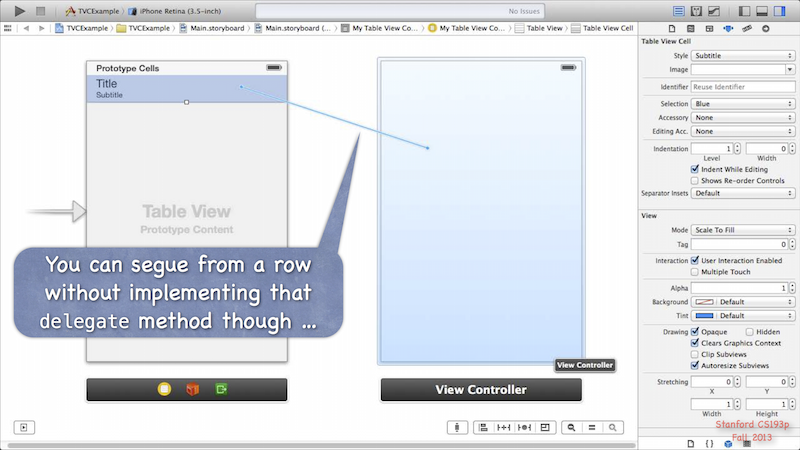 TVCExample
iPhone Retina (3.5-inch)
No Issues
TVCExample
TVCExample
Main.storyboard
Main.storyboard (...
My Table View Co...
My Table View Co...
Table View
Table View Cell
Prototype Cells
Title
Subtitle
Table View
Prototype Content
You can segue from a row
without implementing that
delegate method though ...
View Controller
View Controller
Table View Cell
Style Subtitle
Image
Identifier Reuse Identifier
Selection Blue
Accessory None
Editing Acc. None
Indentation 1 0
Level Width
Indent While Editing
Shows Re-order Controls
Separator Insets Default
View
Mode Scale To Fill
Tag 0
Interaction User Interaction Enabled
Multiple Touch
Alpha 1
Background Default
Tint Default
Drawing Opaque Hidden
Clears Graphics Context
Clip Subviews
Autoresize Subviews
Stretching 0 0
X Y
1 1
Width Height
Stanford CS193p
Fall 2013